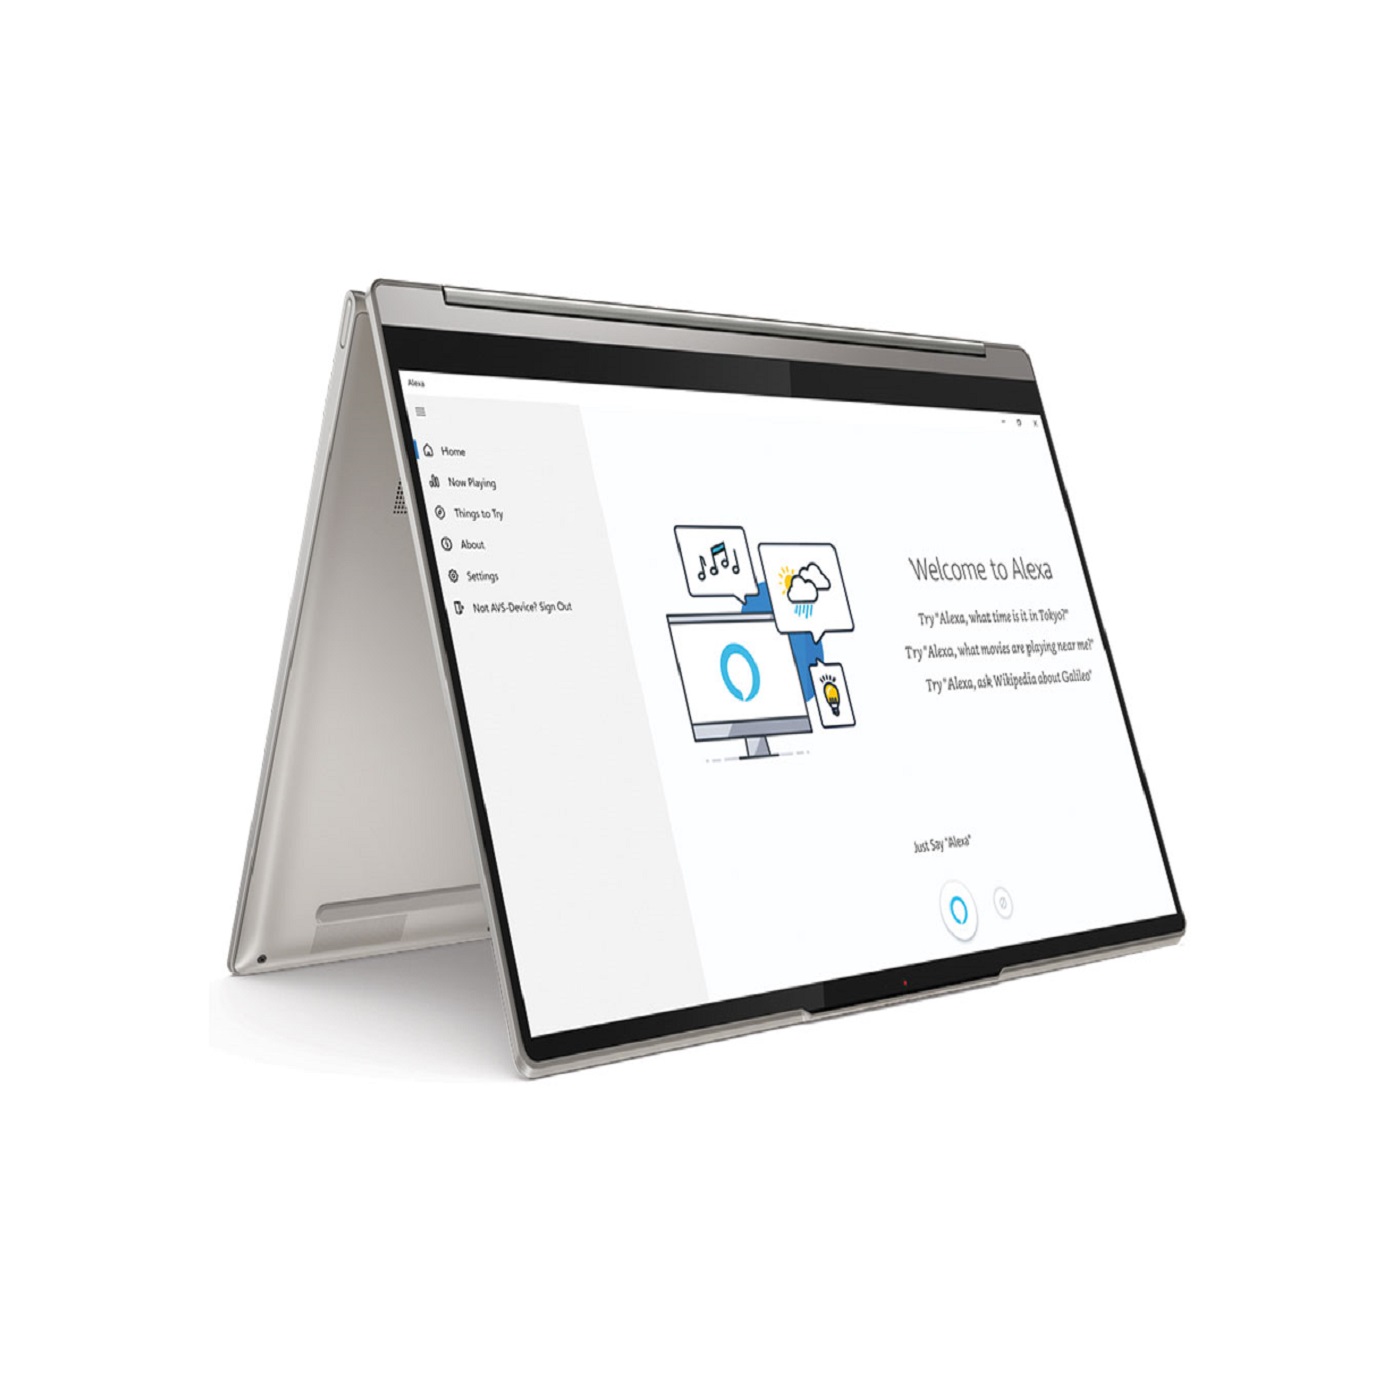 Alexa
Home
Now Playing
Things to Try
About
Settings
Not AVS-Device? Sign Out
Welcome to Alexa
Try "Alexa, what time is it in Tokyo?"
Try "Alexa, what movies are playing near me?"
Try "Alexa, ask Wikipedia about Galileo"
Just Say "Alexa"